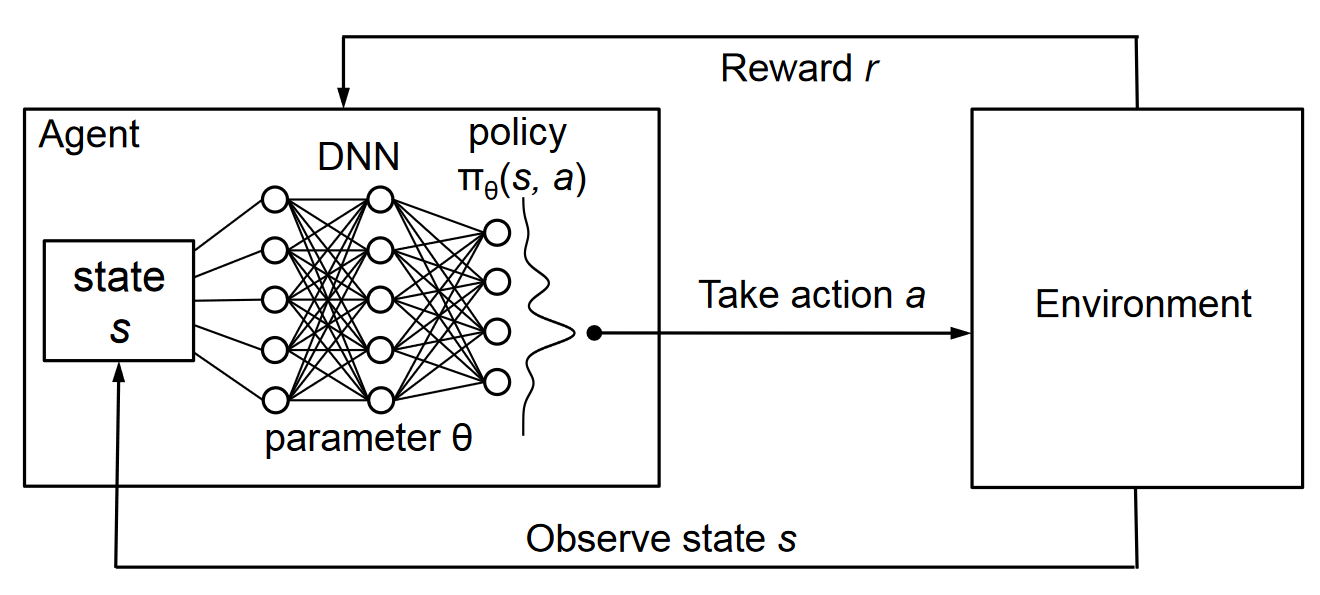 Reward r
Agent
DNN
policy
πθ(s, a)
state
s
Take action a
Environment
parameter θ
Observe state s